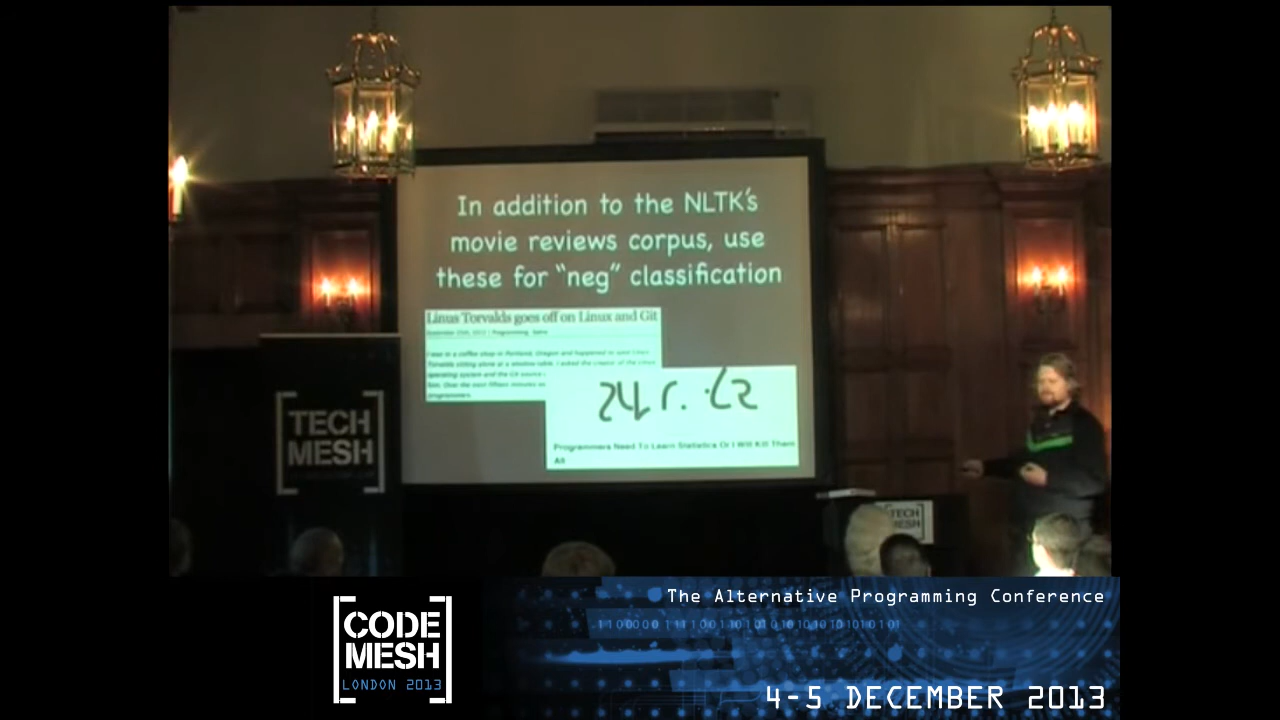 In addition to the NLTK's
movie reviews corpus, use
these for "neg" classification
Linus Torvalds goes off on Linux and Git
Programmers Need To Learn Statistics Or I Will Kill Them
All
TECH
MESH
TECH
MESH
The Alternative Programming Conference
CODE
MESH
LONDON 2013
4-5 DECEMBER 2013